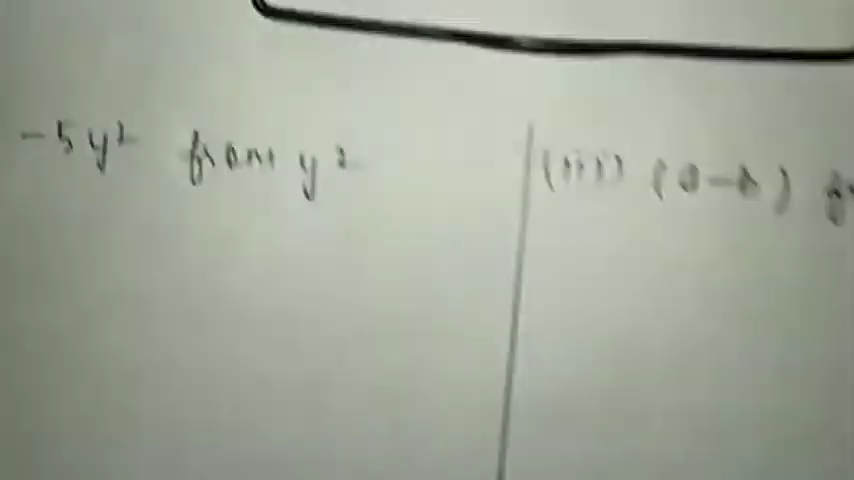 -5y² from y²
(iii) (a-b)